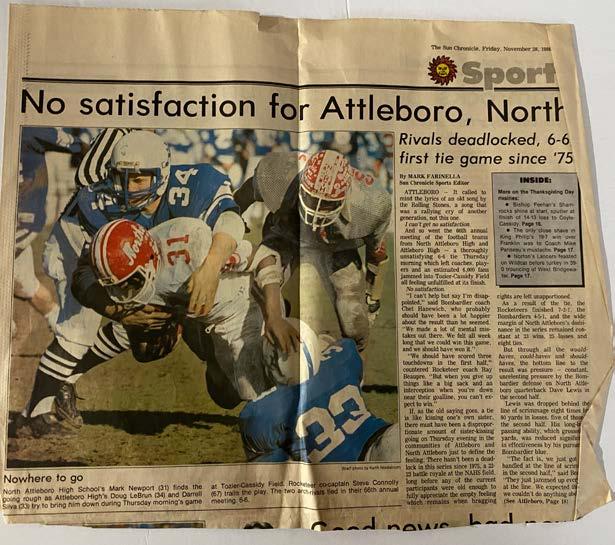 The Sun Chronicle, Friday, November 28, 1986
Sport
No satisfaction for Attleboro, North
Rivals deadlocked, 6-6
first tie game since '75
34
31
33
North
By MARK FARINELLA
Sun Chronicle Sports Editor
ATTLEBORO — It called to
mind the lyrics of an old song by
the Rolling Stones, a song that
was a rallying cry of another
generation, not this one.
I can't get no satisfaction.
And so went the 66th annual
meeting of the football teams
from North Attleboro High and
Attleboro High — a thoroughly
unsatisfying 6-6 tie Thursday
morning which left coaches, play-
ers and an estimated 6,000 fans
jammed into Tozier-Cassidy Field
all feeling unfulfilled at its finish.
No satisfaction.
"I can't help but say I'm disap-
pointed," said Bombardier coach
Chet Hanewich, who probably
should have been a lot happier
about the result than he seemed.
"We made a lot of mental mis-
takes out there. We felt all week
long that we could win this game,
and we should have won it."
"We should have scored three
touchdowns in the first half,"
countered Rocketeer coach Ray
Beaupre. "But when you give up
things like a big sack and an
interception when you're down
near their goalline, you can't ex-
pect to win."
If, as the old saying goes, a tie
is like kissing one's own sister,
there must have been a dispropor-
tionate amount of sister-kissing
going on Thursday evening in the
communities of Attleboro and
North Attleboro just to define the
feeling. There hasn't been a dead-
lock in this series since 1975, a 22-
22 battle royale at the NAHS field
long before any of the current
participants were old enough to
fully appreciate the empty feeling
which remains when bragging
INSIDE:
More on the Thanksgiving Day
rivalries:
● Bishop Feehan's Sham-
rocks shine at start, sputter at
finish of 14-13 loss to Coyle-
Cassidy. Page 16.
● The only close shave in
King Philip's 19-7 win over
Franklin was to Coach Mike
Pariseau's mustache. Page 17.
● Norton's Lancers feasted
on Wildcat before turkey in 39-
0 trouncing of West Bridgewa-
ter. Page 17.
rights are left unapportioned.
As a result of the tie, the
Rocketeers finished 7-2-1, the
Bombardiers 4-5-1, and the wide
margin of North Attleboro's domi-
nance in the series remained con-
stant at 23 wins, 25 losses and
eight ties.
But through all the would-
haves, could-haves and should-
haves, the bottom line to the
result was pressure — constant,
unrelenting pressure by the Bom-
bardier defense on North Attle-
boro quarterback Dave Lewis in
the second half.
Lewis was dropped behind the
line of scrimmage eight times for
80 yards in losses, five of those
the second half. His long-
passing ability, which ground
yards, was reduced signific
in effectiveness by his pursu
Bombardier blue.
"The fact is, we just got
handled at the line of scrim
in the second half," said Be
"They just jammed up every
at the line. We expected th
we couldn't do anything ab
(See Attleboro, Page 18)
Staff photo by Keith Nordstrom
Nowhere to go
North Attleboro High School's Mark Newport (31) finds the
going rough as Attleboro High's Doug LeBrun (34) and Darrell
Silva (33) try to bring him down during Thursday morning's game
at Tozier-Cassidy Field. Rocketeer co-captain Steve Connolly
(67) trails the play. The two arch-rivals tied in their 66th annual
meeting, 6-6.
Good news, bad